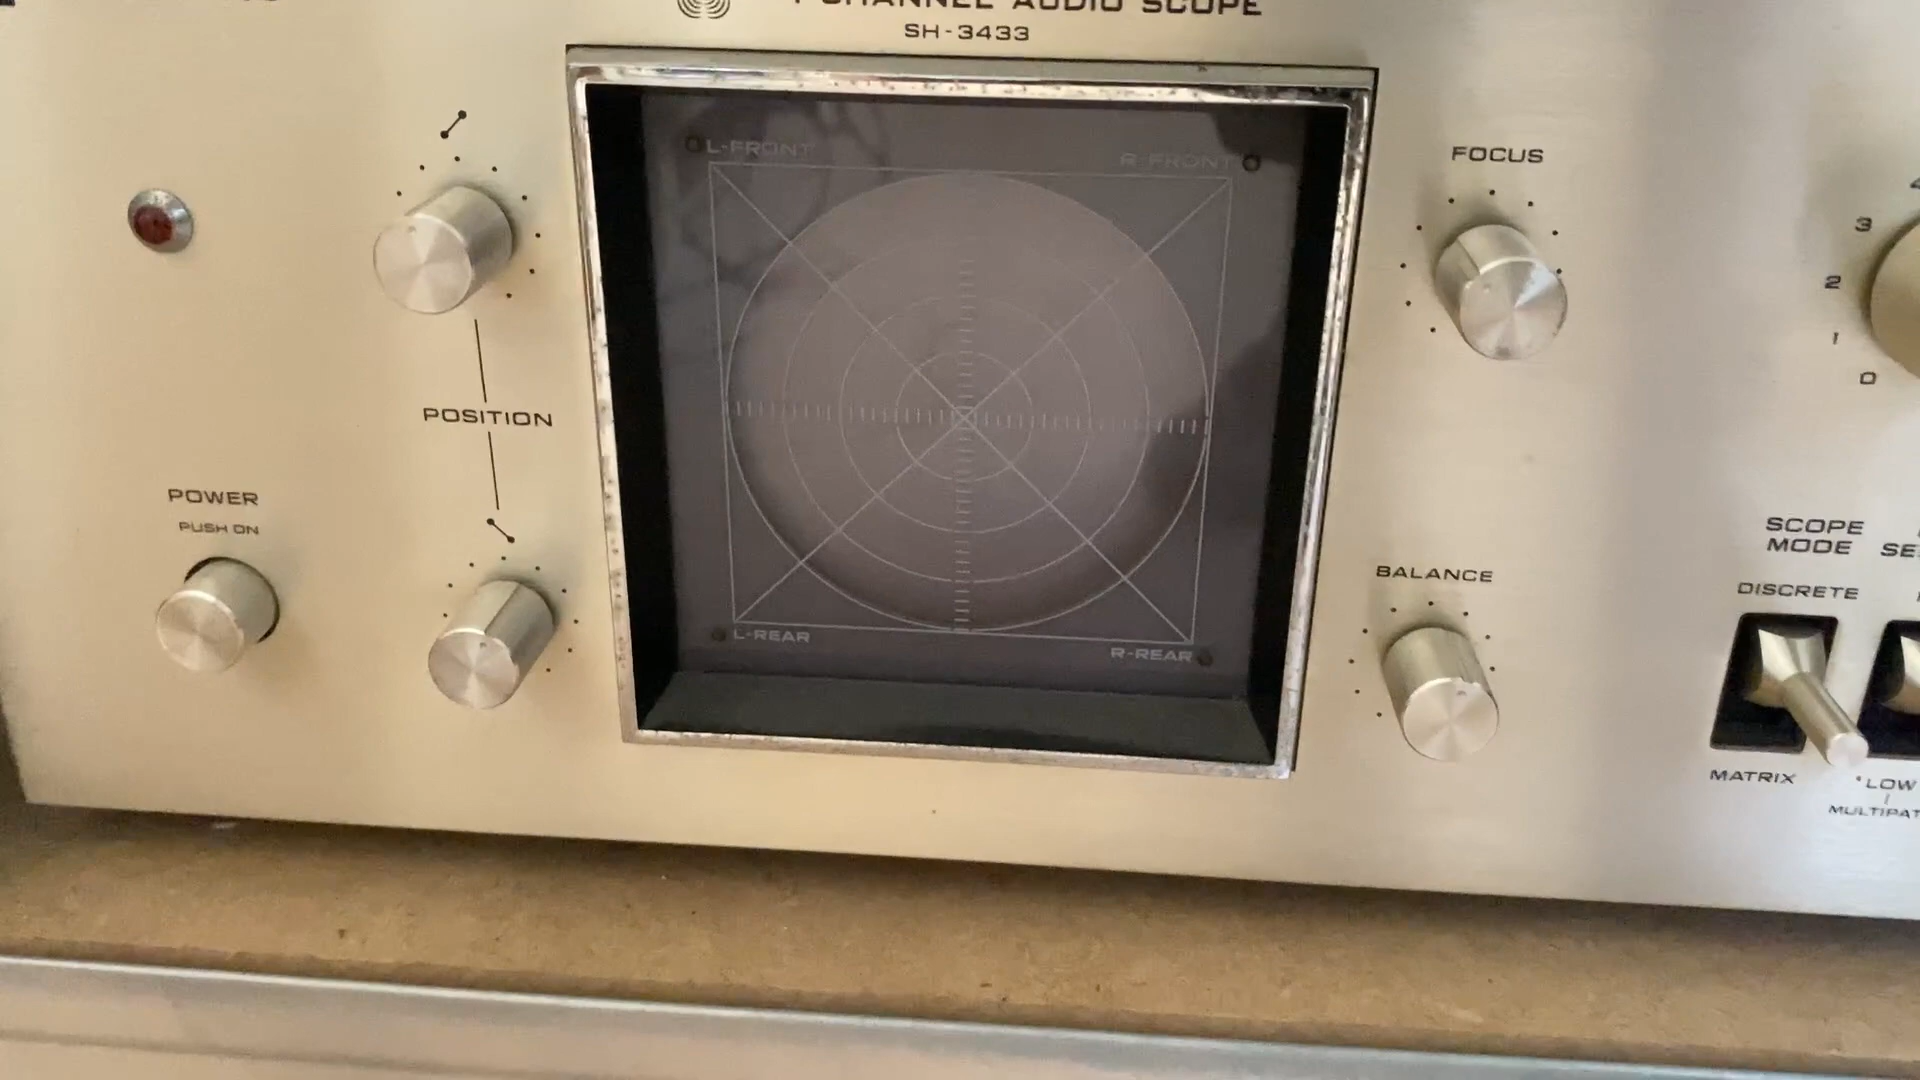 CHANNEL AUDIO SCOPE
SH-3433
L-FRONT
R-FRONT
FOCUS
3
2
1
0
POSITION
POWER
PUSH ON
SCOPE
MODE
BALANCE
DISCRETE
L-REAR
R-REAR
MATRIX
LOW